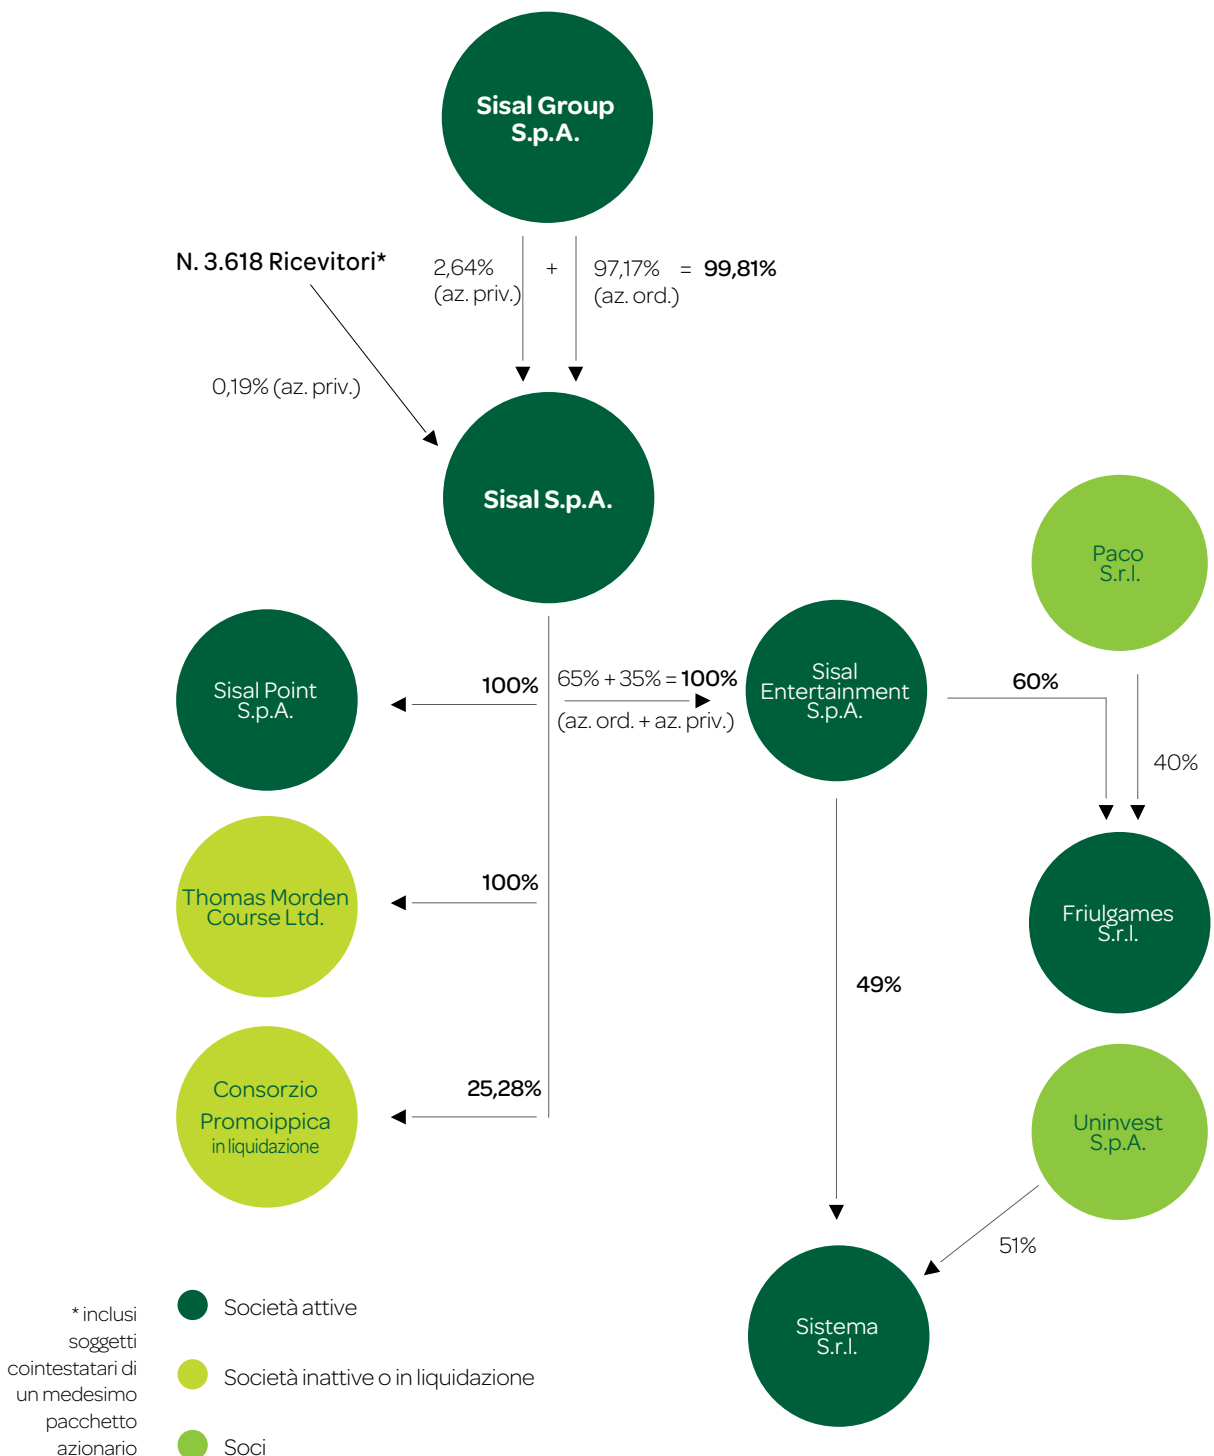 Sisal Group
S.p.A.
N. 3.618 Ricevitori*
2,64%
(az. priv.)
+
97,17% = 99,81%
(az. ord.)
0,19% (az. priv.)
Sisal S.p.A.
Paco
S.r.l.
Sisal Point
S.p.A.
100%
65% + 35% = 100%
(az. ord. + az. priv.)
Sisal
Entertainment
S.p.A.
60%
40%
Thomas Morden
Course Ltd.
100%
Friulgames
S.r.l.
49%
Consorzio
Promoippica
in liquidazione
25,28%
Uninvest
S.p.A.
51%
Sistema
S.r.l.
* inclusi
soggetti
cointestatari di
un medesimo
pacchetto
azionario
Società attive
Società inattive o in liquidazione
Soci